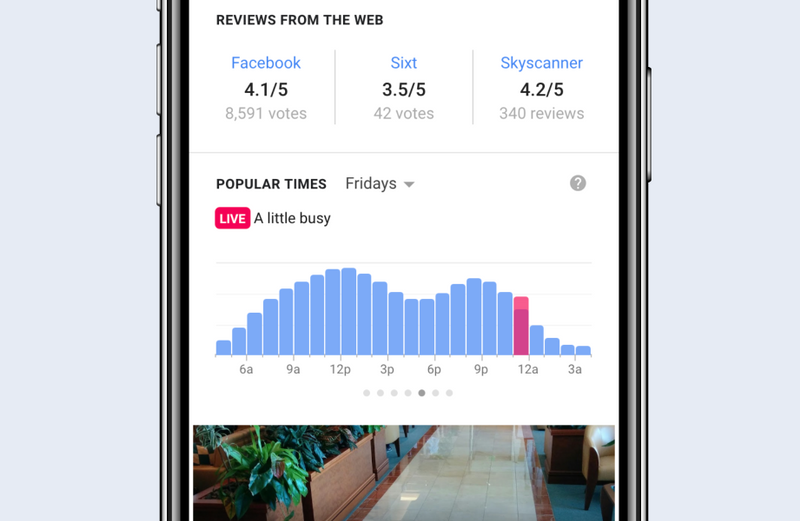 REVIEWS FROM THE WEB
Facebook Sixt Skyscanner
4.1/5 3.5/5 4.2/5
8,591 votes 42 votes 340 reviews
POPULAR TIMES Fridays ?
LIVE A little busy
6a 9a 12p 3p 6p 9p 12a 3a